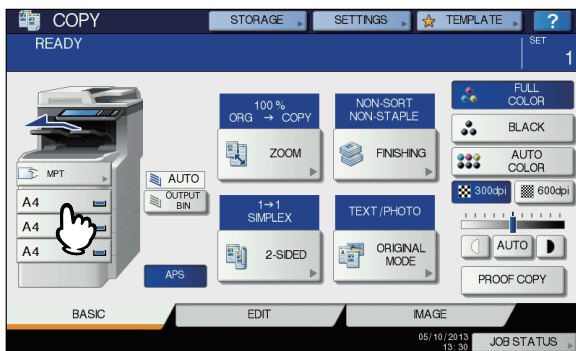 COPY
STORAGE
SETTINGS
TEMPLATE
?
READY
SET
1
100 %
ORG → COPY
ZOOM
NON-SORT
NON-STAPLE
FINISHING
FULL
COLOR
BLACK
AUTO
COLOR
300dpi
600dpi
MPT
A4
A4
A4
AUTO
OUTPUT
BIN
APS
1→1
SIMPLEX
2-SIDED
TEXT/PHOTO
ORIGINAL
MODE
AUTO
PROOF COPY
BASIC
EDIT
IMAGE
05/10/2013
13:30
JOB STATUS